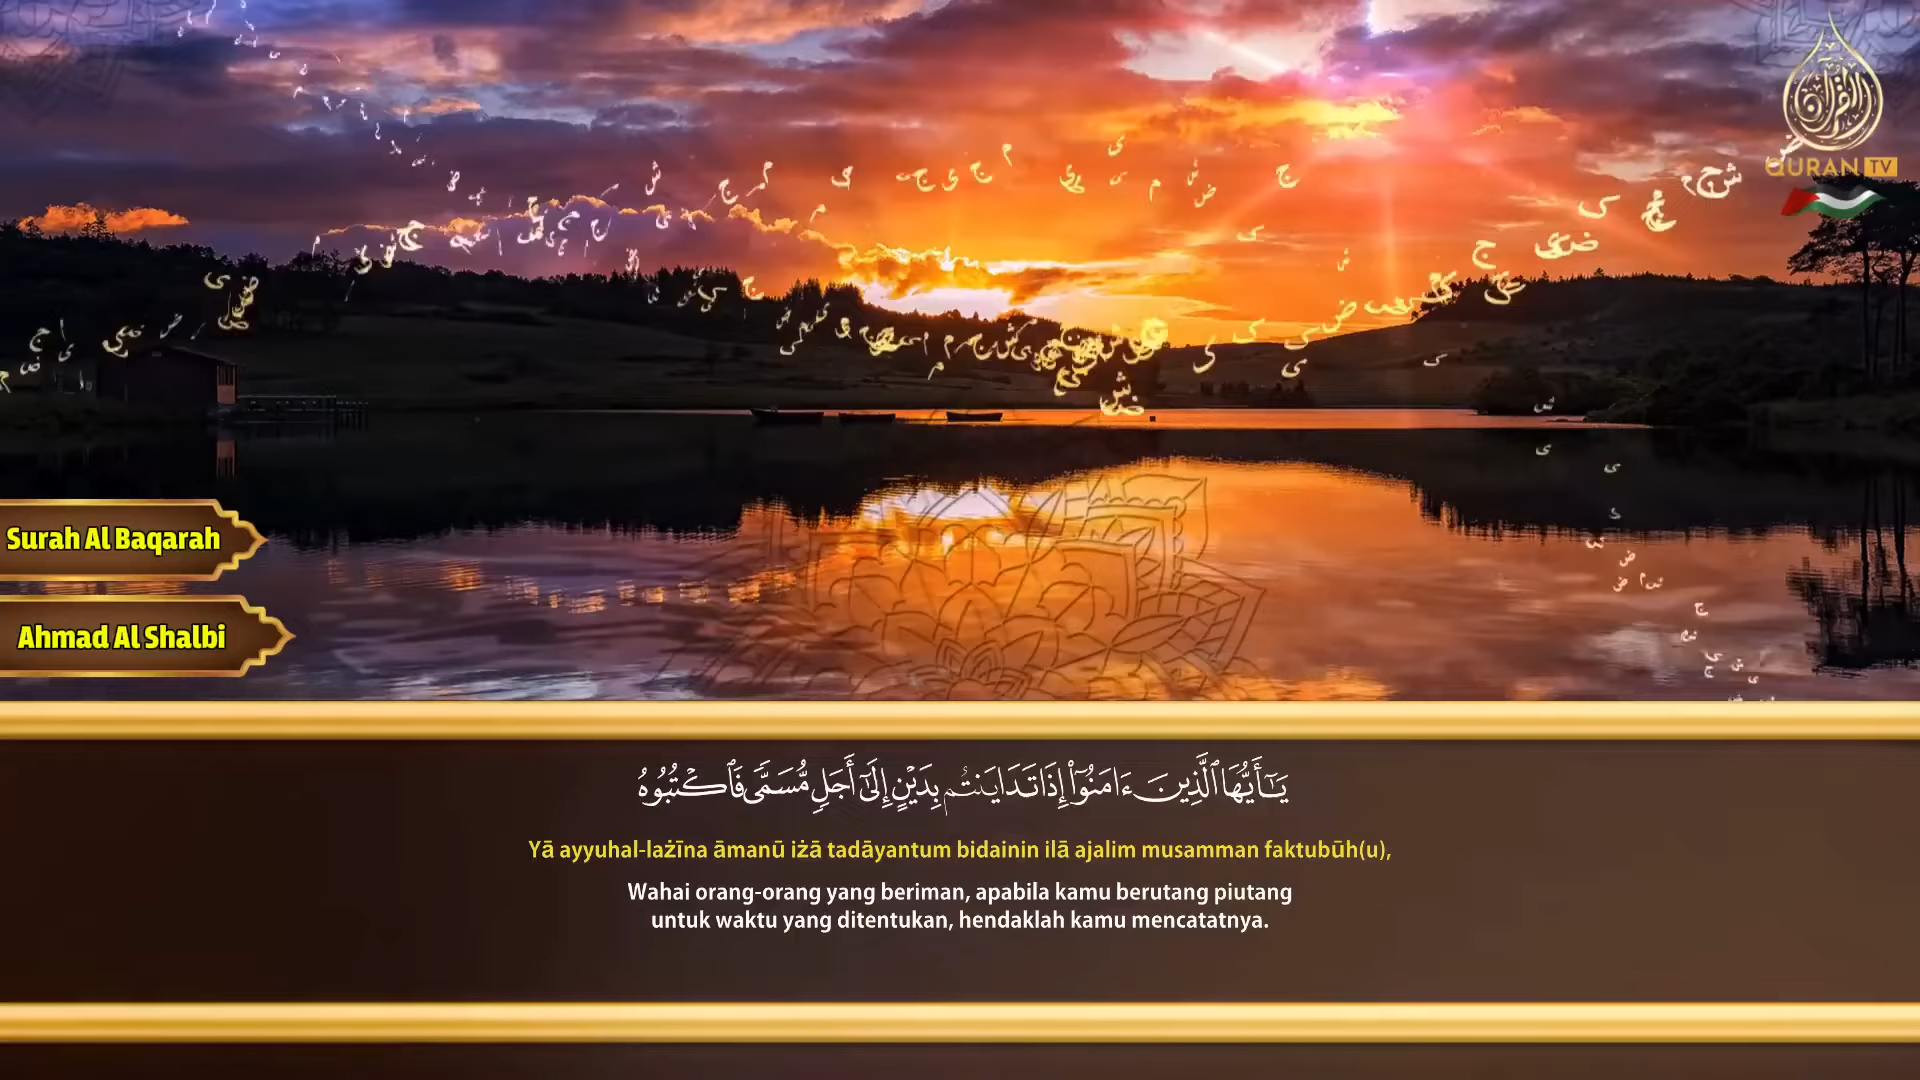 القرآن
QURAN TV
Surah Al Baqarah
Ahmad Al Shalbi
يَـٰٓأَيُّهَا ٱلَّذِينَ ءَامَنُوٓا۟ إِذَا تَدَايَنتُم بِدَيْنٍ إِلَىٰٓ أَجَلٍ مُّسَمًّى فَٱكْتُبُوهُ
Yā ayyuhal-lażīna āmanū iżā tadāyantum bidainin ilā ajalim musamman faktubūh(u),
Wahai orang-orang yang beriman, apabila kamu berutang piutang
untuk waktu yang ditentukan, hendaklah kamu mencatatnya.